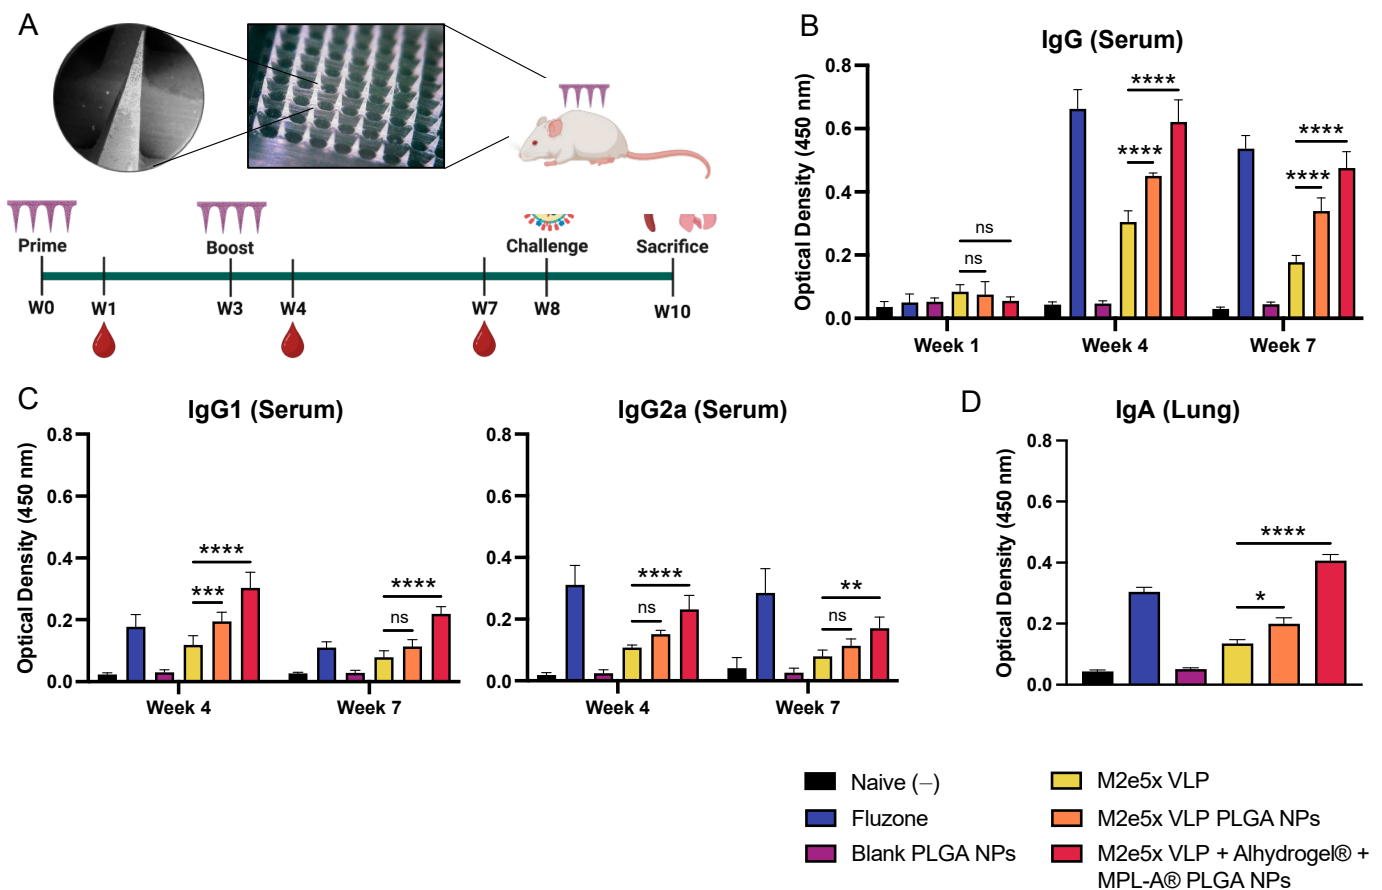 A
Prime
Boost
Challenge
Sacrifice
W0
W1
W3
W4
W7
W8
W10
B
IgG (Serum)
Optical Density (450 nm)
0.8
0.6
0.4
0.2
0.0
ns
ns
****
****
****
****
Week 1
Week 4
Week 7
C
IgG1 (Serum)
Optical Density (450 nm)
0.8
0.6
0.4
0.2
0.0
****
***
****
ns
Week 4
Week 7
IgG2a (Serum)
0.8
0.6
0.4
0.2
0.0
****
ns
**
ns
Week 4
Week 7
D
IgA (Lung)
Optical Density (450 nm)
0.8
0.6
0.4
0.2
0.0
****
*
Naive (–)
Fluzone
Blank PLGA NPs
M2e5x VLP
M2e5x VLP PLGA NPs
M2e5x VLP + Alhydrogel® +
MPL-A® PLGA NPs